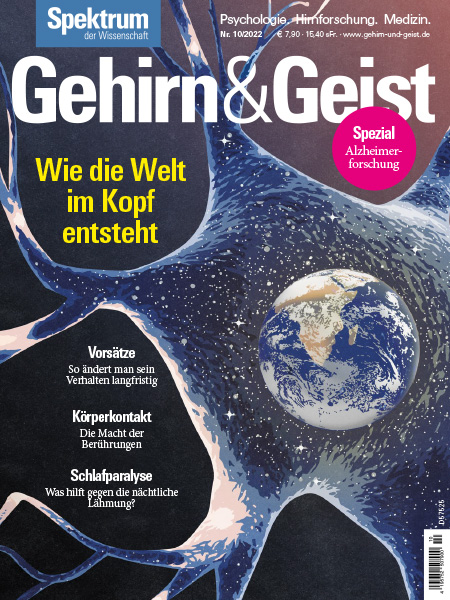 Spektrum
der Wissenschaft
Psychologie. Hirnforschung. Medizin.
Nr. 10/2022 € 7,90 · 15,40 sFr. · www.gehirn-und-geist.de
Gehirn&Geist
Spezial
Alzheimer-
forschung
Wie die Welt
im Kopf
entsteht
Vorsätze
So ändert man sein
Verhalten langfristig
Körperkontakt
Die Macht der
Berührungen
Schlafparalyse
Was hilft gegen die nächtliche
Lähmung?
D57525
10